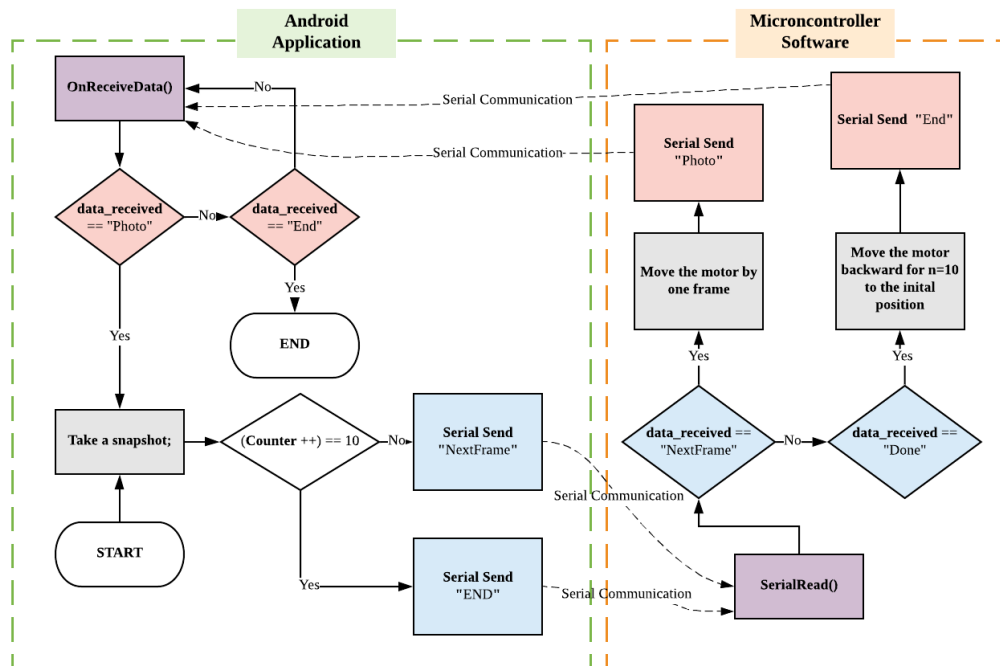 Android
Application
Microncontroller
Software
OnReceiveData()
No
Serial Communication
Serial Send "End"
Serial Communication
Serial Send
"Photo"
data_received
== "Photo"
No
data_received
== "End"
Yes
END
Yes
Move the motor by
one frame
Move the motor
backward for n=10
to the inital
position
Yes
Yes
Take a snapshot;
(Counter ++) == 10
No
Serial Send
"NextFrame"
data_received ==
"NextFrame"
No
data_received ==
"Done"
Serial Communication
START
Yes
Serial Send
"END"
Serial Communication
SerialRead()